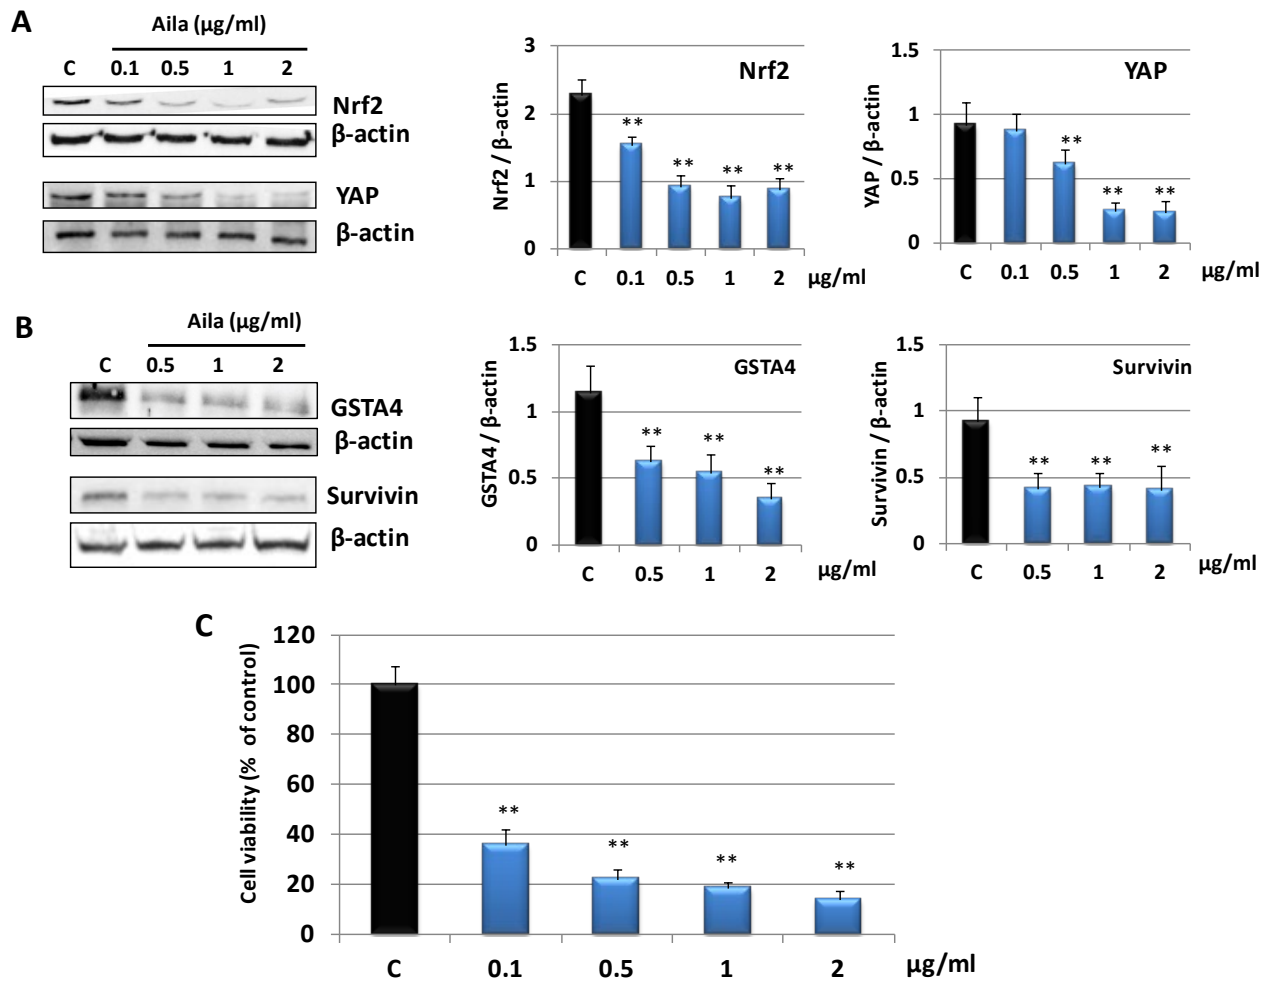 A
Aila (μg/ml)
C 0.1 0.5 1 2
Nrf2
β-actin
YAP
β-actin
3
2
1
0
Nrf2 / β-actin
Nrf2
**
**
**
**
C 0.1 0.5 1 2 μg/ml
1.5
1
0.5
0
YAP / β-actin
YAP
**
**
**
C 0.1 0.5 1 2 μg/ml
B
Aila (μg/ml)
C 0.5 1 2
GSTA4
β-actin
Survivin
β-actin
1.5
1
0.5
0
GSTA4 / β-actin
GSTA4
**
**
**
C 0.5 1 2 μg/ml
1.5
1
0.5
0
Survivin / β-actin
Survivin
**
**
**
C 0.5 1 2 μg/ml
C
120
100
80
60
40
20
0
Cell viability (% of control)
**
**
**
**
C 0.1 0.5 1 2 μg/ml